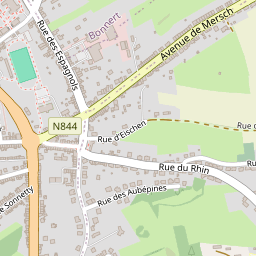 Rue des Espagnols
Bonnert
Avenue de Mersch
N844
Rue d'Eischen
Rue
Rue du Rhin
Rue des Aubépines
e Sonnetty